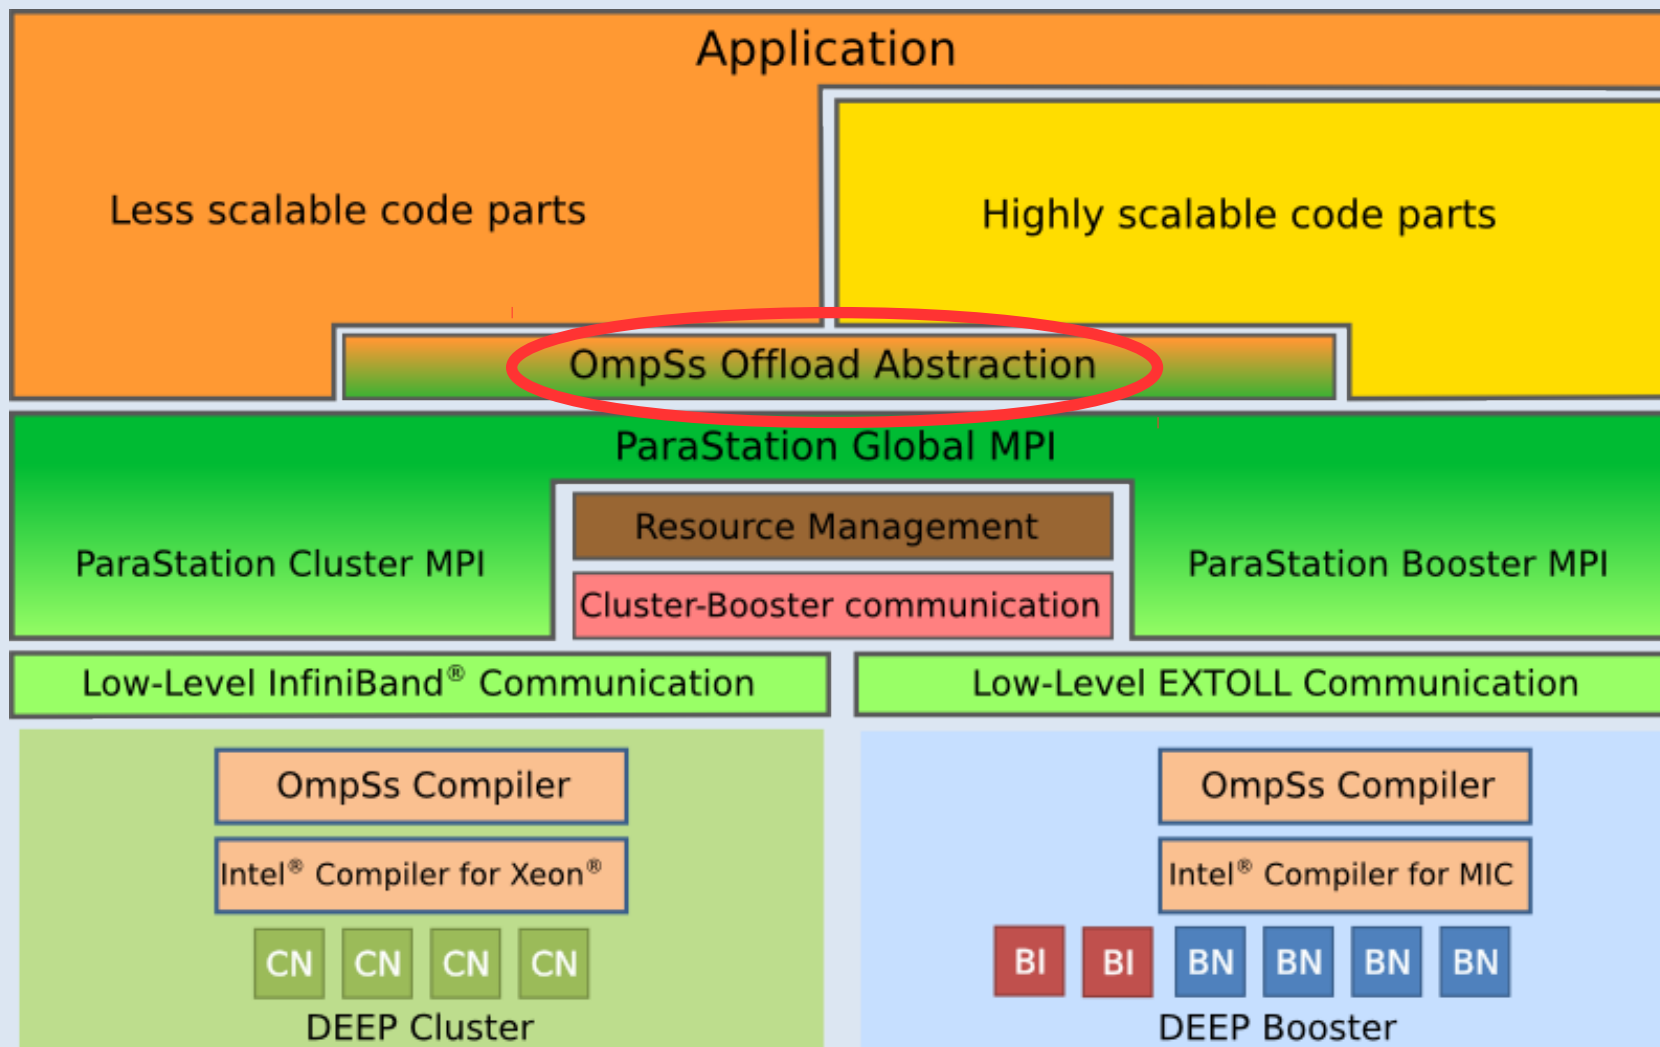 Application
Less scalable code parts
Highly scalable code parts
OmpSs Offload Abstraction
ParaStation Global MPI
Resource Management
ParaStation Cluster MPI
ParaStation Booster MPI
Cluster-Booster communication
Low-Level InfiniBand® Communication
Low-Level EXTOLL Communication
OmpSs Compiler
OmpSs Compiler
Intel® Compiler for Xeon®
Intel® Compiler for MIC
CN CN CN CN
BI BI BN BN BN BN
DEEP Cluster
DEEP Booster